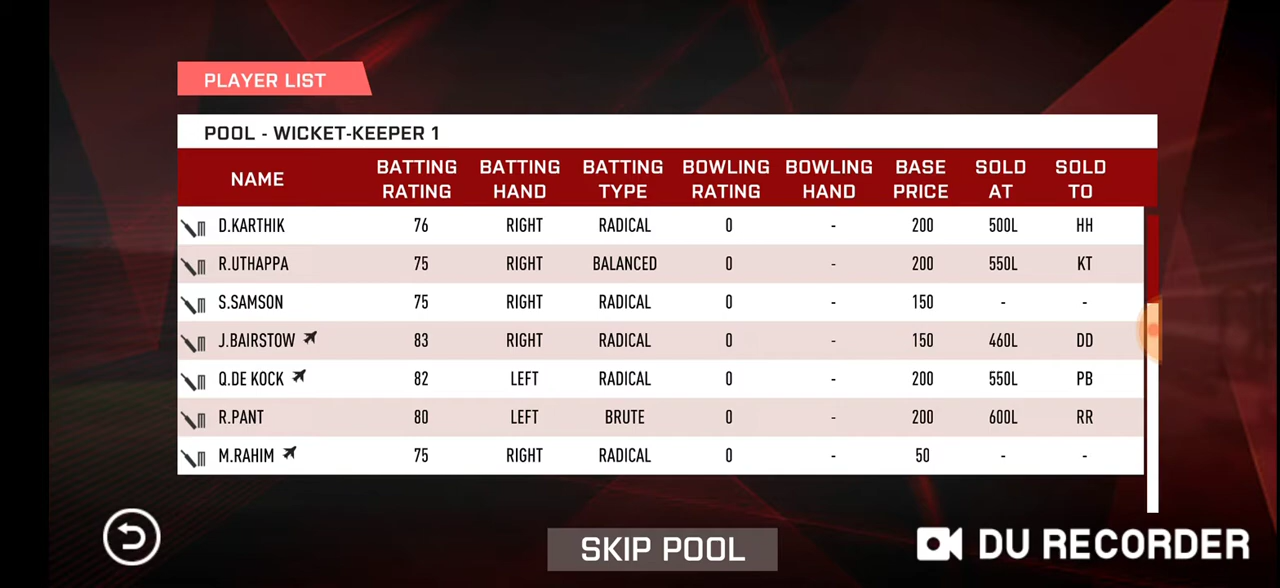 PLAYER LIST
POOL - WICKET-KEEPER 1
NAME BATTING RATING BATTING HAND BATTING TYPE BOWLING RATING BOWLING HAND BASE PRICE SOLD AT SOLD TO
D.KARTHIK 76 RIGHT RADICAL 0 - 200 500L HH
R.UTHAPPA 75 RIGHT BALANCED 0 - 200 550L KT
S.SAMSON 75 RIGHT RADICAL 0 - 150 - -
J.BAIRSTOW 83 RIGHT RADICAL 0 - 150 460L DD
Q.DE KOCK 82 LEFT RADICAL 0 - 200 550L PB
R.PANT 80 LEFT BRUTE 0 - 200 600L RR
M.RAHIM 75 RIGHT RADICAL 0 - 50 - -
SKIP POOL
DU RECORDER